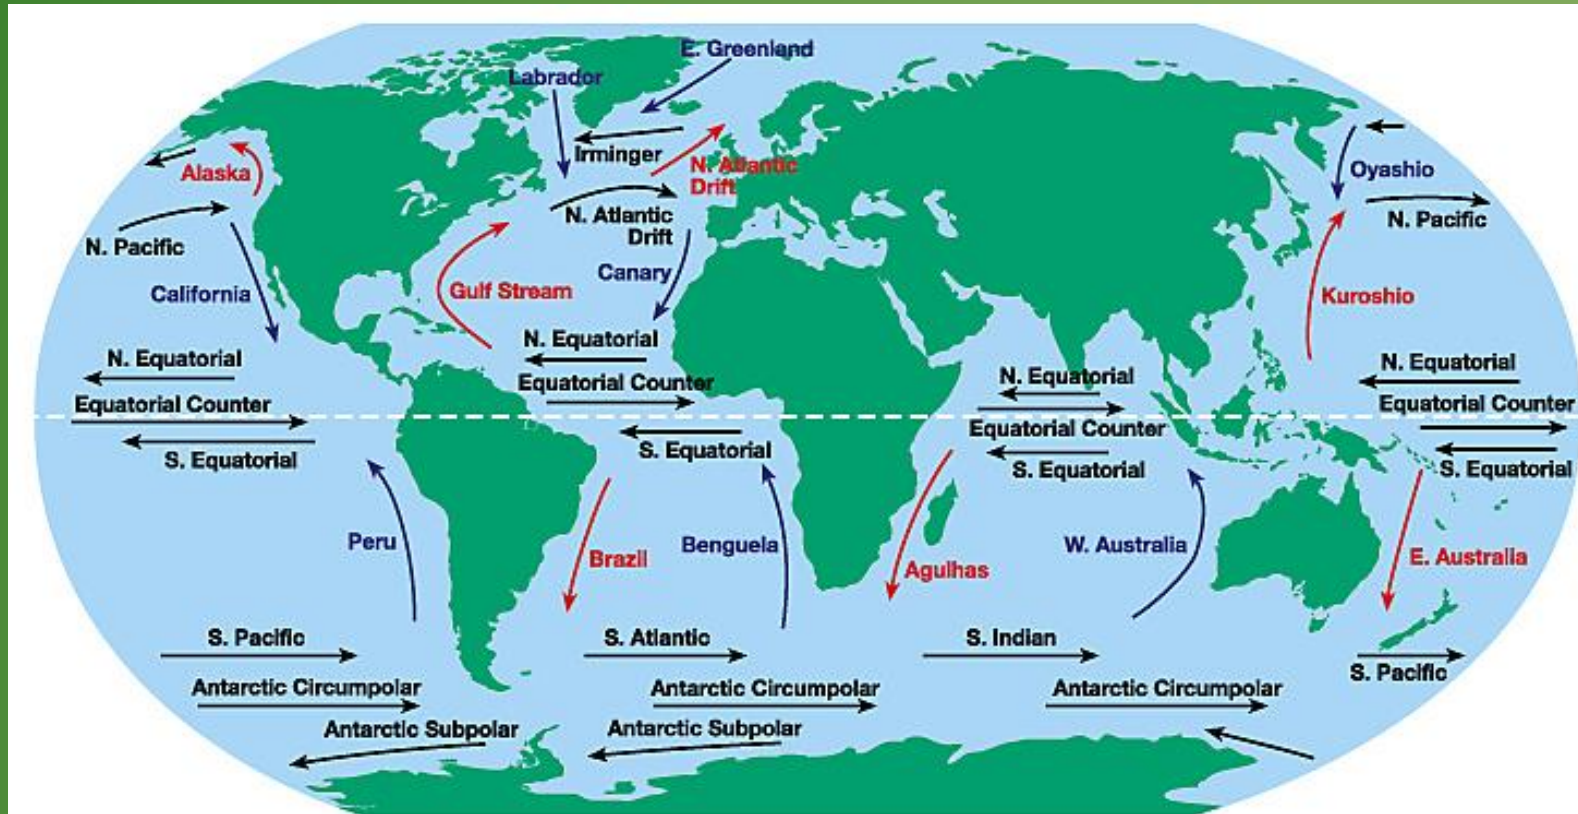 E. Greenland
Labrador
Irminger
N. Atlantic
Drift
Alaska
Oyashio
N. Atlantic
Drift
N. Pacific
N. Pacific
Canary
California
Gulf Stream
Kuroshio
N. Equatorial
N. Equatorial
N. Equatorial
N. Equatorial
Equatorial Counter
Equatorial Counter
Equatorial Counter
Equatorial Counter
S. Equatorial
S. Equatorial
S. Equatorial
S. Equatorial
Peru
Brazil
Benguela
Agulhas
W. Australia
E. Australia
S. Pacific
S. Atlantic
S. Indian
S. Pacific
Antarctic Circumpolar
Antarctic Circumpolar
Antarctic Circumpolar
Antarctic Subpolar
Antarctic Subpolar